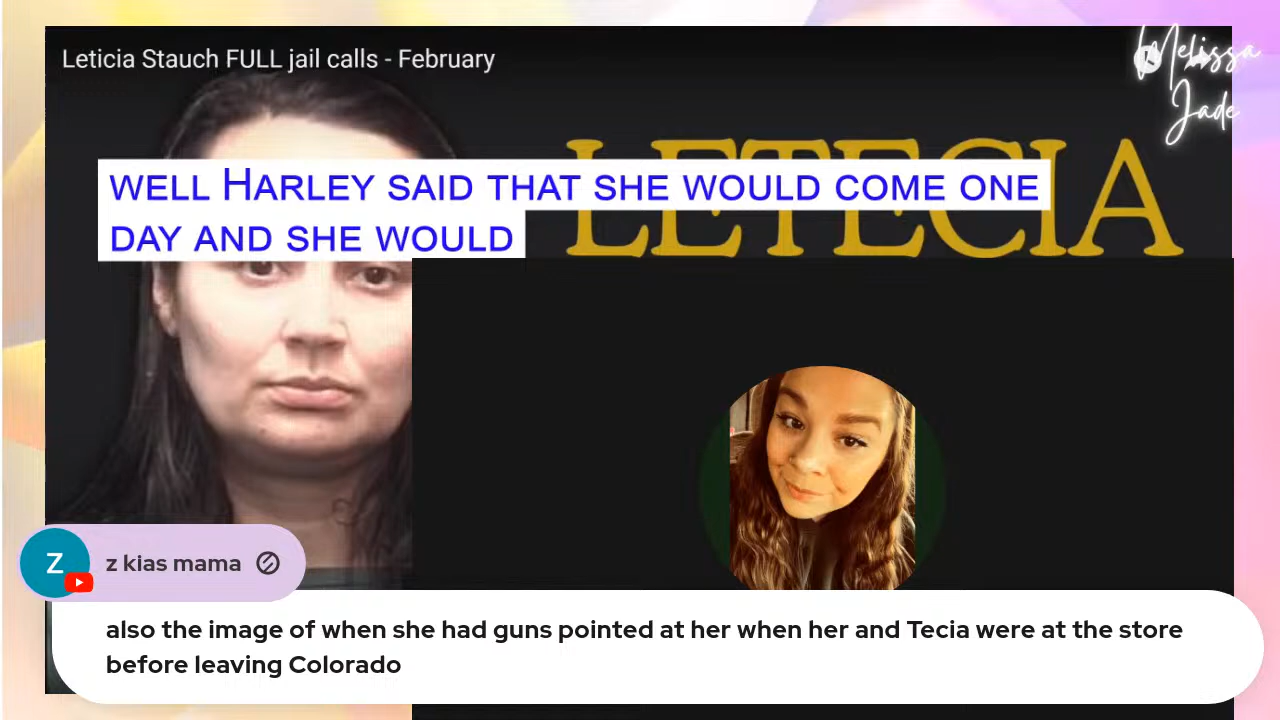 Leticia Stauch FULL jail calls - February
Melissa
Jade
LETECIA
WELL HARLEY SAID THAT SHE WOULD COME ONE
DAY AND SHE WOULD
Z
z kias mama
also the image of when she had guns pointed at her when her and Tecia were at the store
before leaving Colorado